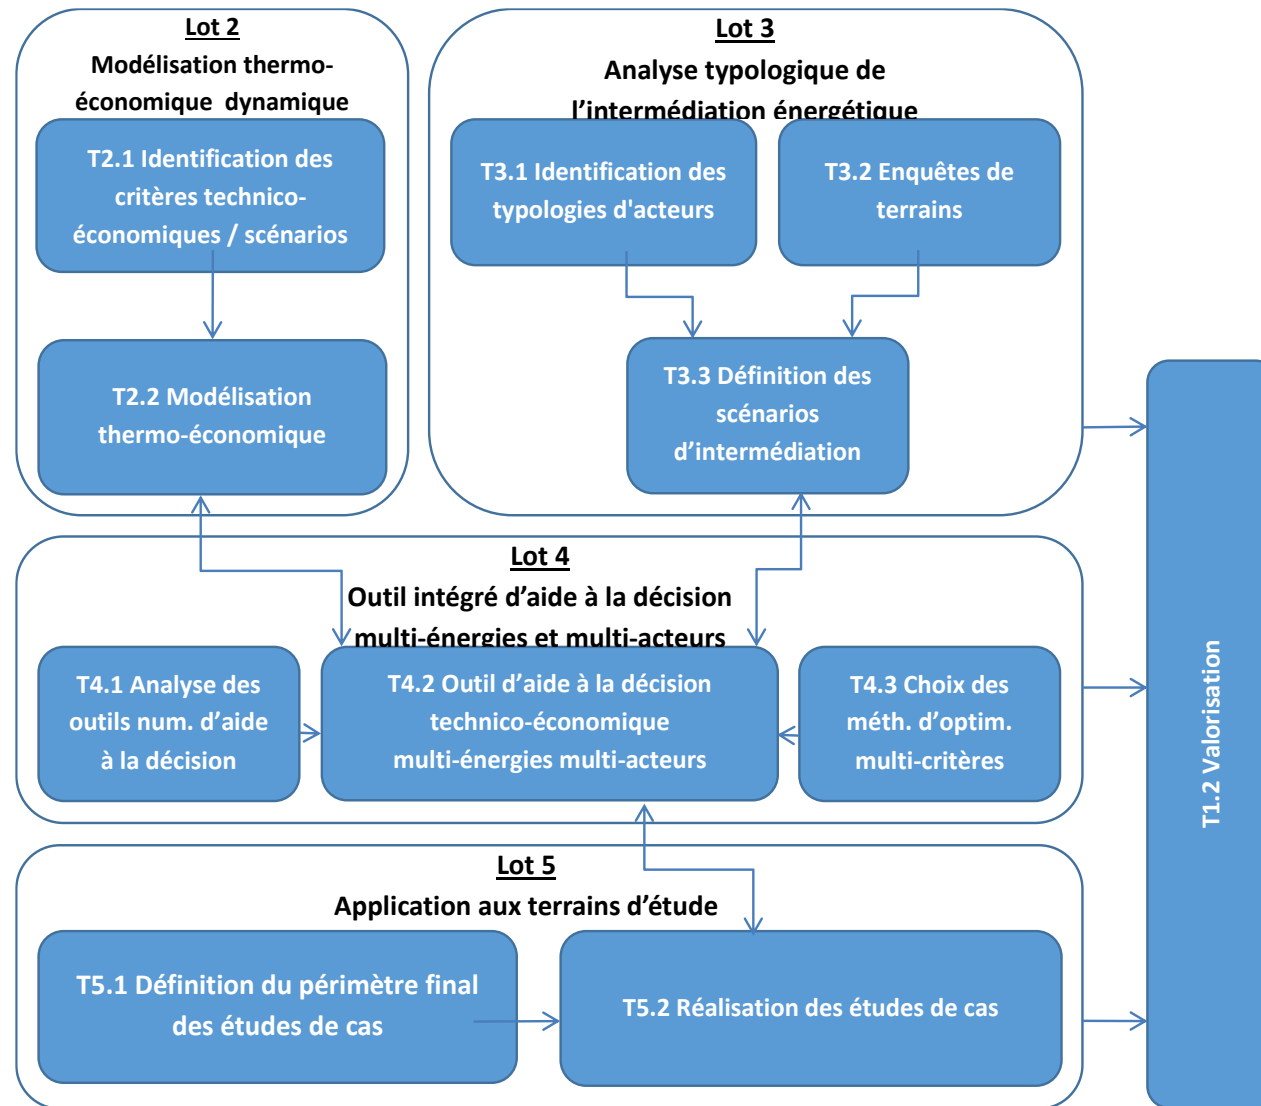 Lot 2
Modélisation thermo-
économique dynamique
T2.1 Identification des
critères technico-
économiques / scénarios
T2.2 Modélisation
thermo-économique
Lot 3
Analyse typologique de
l’intermédiation énergétique
T3.1 Identification des
typologies d'acteurs
T3.2 Enquêtes de
terrains
T3.3 Définition des
scénarios
d’intermédiation
Lot 4
Outil intégré d’aide à la décision
multi-énergies et multi-acteurs
T4.1 Analyse des
outils num. d’aide
à la décision
T4.2 Outil d’aide à la décision
technico-économique
multi-énergies multi-acteurs
T4.3 Choix des
méth. d’optim.
multi-critères
Lot 5
Application aux terrains d’étude
T5.1 Définition du périmètre final
des études de cas
T5.2 Réalisation des études de cas
T1.2 Valorisation